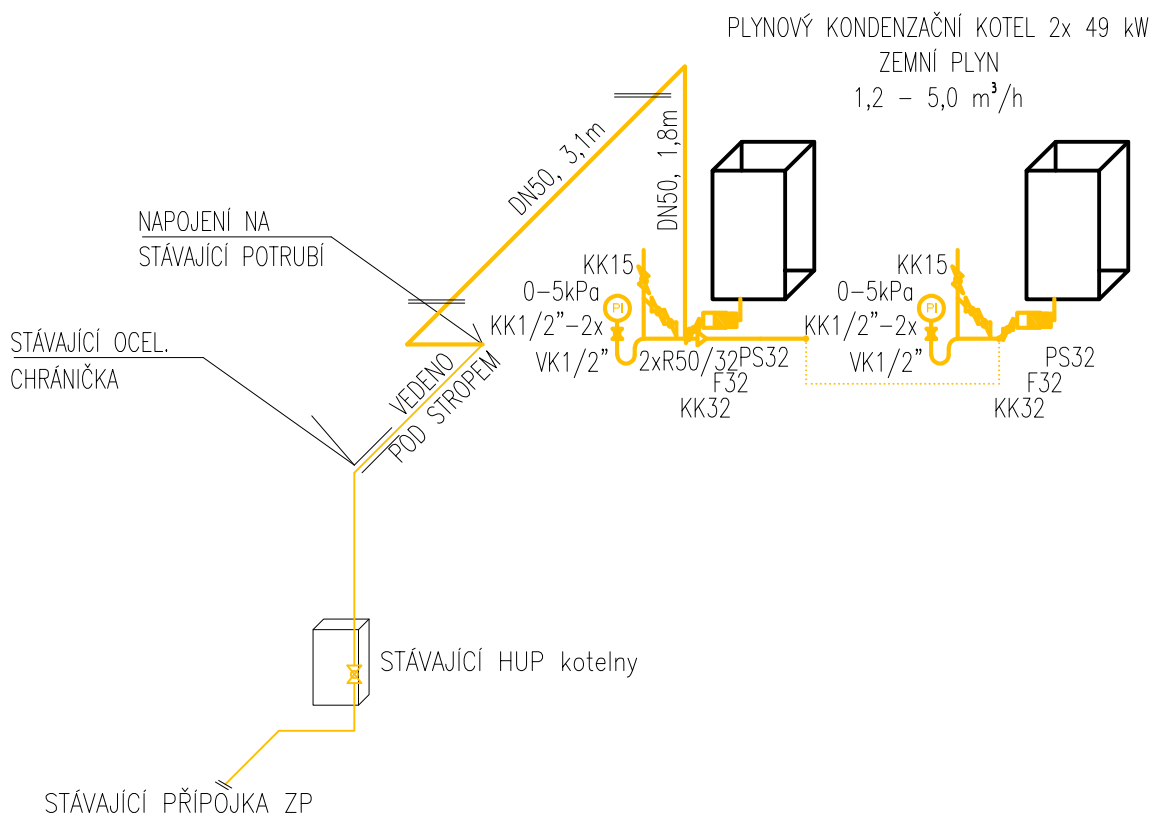 PLYNOVÝ KONDENZAČNÍ KOTEL 2x 49 kW
ZEMNÍ PLYN
1,2 – 5,0 m³/h
DN50, 3,1m
DN50, 1,8m
NAPOJENÍ NA
STÁVAJÍCÍ POTRUBÍ
KK15
0–5kPa
PI
KK1/2”–2x
VK1/2”
2xR50/32
PS32
F32
KK32
KK15
0–5kPa
PI
KK1/2”–2x
VK1/2”
PS32
F32
KK32
STÁVAJÍCÍ OCEL.
CHRÁNIČKA
VEDENO
POD STROPEM
STÁVAJÍCÍ HUP kotelny
STÁVAJÍCÍ PŘÍPOJKA ZP